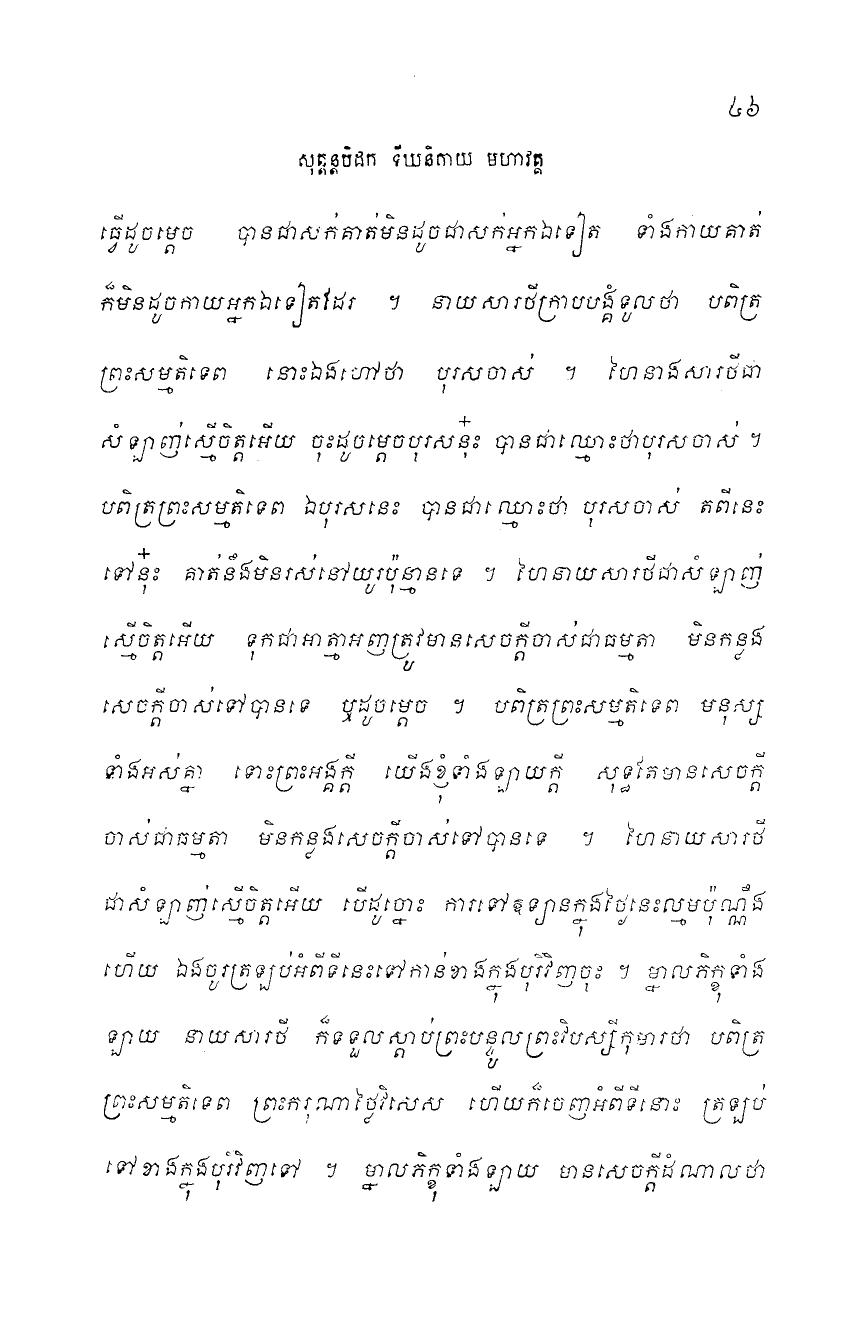 ៤៦
សុត្តន្តបិដក ទីឃនិកាយ មហាវគ្គ
ធ្វើដូចម្តេច បានជាសក់គាត់មិនដូចជាសក់អ្នកឯទៀត ទាំងកាយគាត់
ក៏មិនដូចកាយអ្នកឯទៀតដែរ ។ នាយសារថីក្រាបបង្គំទូលថា បពិត្រ
ព្រះសម្មតិទេព នោះឯងហៅថា បុរសចាស់ ។ ហៃនាងសារថីជា
សំឡាញ់ស្មើចិត្តអើយ ចុះដូចម្តេចបុរសនុ៎ះ បានជាឈ្មោះថាបុរសចាស់ ។
បពិត្រព្រះសម្មតិទេព ឯបុរសនេះ បានជាឈ្មោះថា បុរសចាស់ តពីនេះ
ទៅនុ៎ះ គាត់នឹងមិនរស់នៅយូរប៉ុន្មានទេ ។ ហៃនាយសារថីជាសំឡាញ់
ស្មើចិត្តអើយ ទុកជាអាត្មាអញត្រូវមានសេចក្តីចាស់ជាធម្មតា មិនកន្លង
សេចក្តីចាស់ទៅបានទេ ឬដូចម្តេច ។ បពិត្រព្រះសម្មតិទេព មនុស្ស
ទាំងអស់គ្នា ទោះព្រះអង្គក្តី យើងខ្ញុំទាំងឡាយក្តី សុទ្ធតែមានសេចក្តី
ចាស់ជាធម្មតា មិនកន្លងសេចក្តីចាស់ទៅបានទេ ។ ហៃនាយសារថី
ជាសំឡាញ់ស្មើចិត្តអើយ បើដូច្នោះ ការទៅឧទ្យានក្នុងថ្ងៃនេះល្មមប៉ុណ្ណឹង
ហើយ ឯងចូរត្រឡប់អំពីទីនេះទៅកាន់ខាងក្នុងបុរីវិញចុះ ។ ម្នាលភិក្ខុទាំង
ឡាយ នាយសារថី ក៏ទទួលស្តាប់ព្រះបន្ទូលព្រះវិបស្សីកុមារថា បពិត្រ
ព្រះសម្មតិទេព ព្រះករុណាថ្ងៃវិសេស ហើយក៏ចេញអំពីទីនោះ ត្រឡប់
ទៅខាងក្នុងបុរីវិញទៅ ។ ម្នាលភិក្ខុទាំងឡាយ មានសេចក្តីដំណាលថា